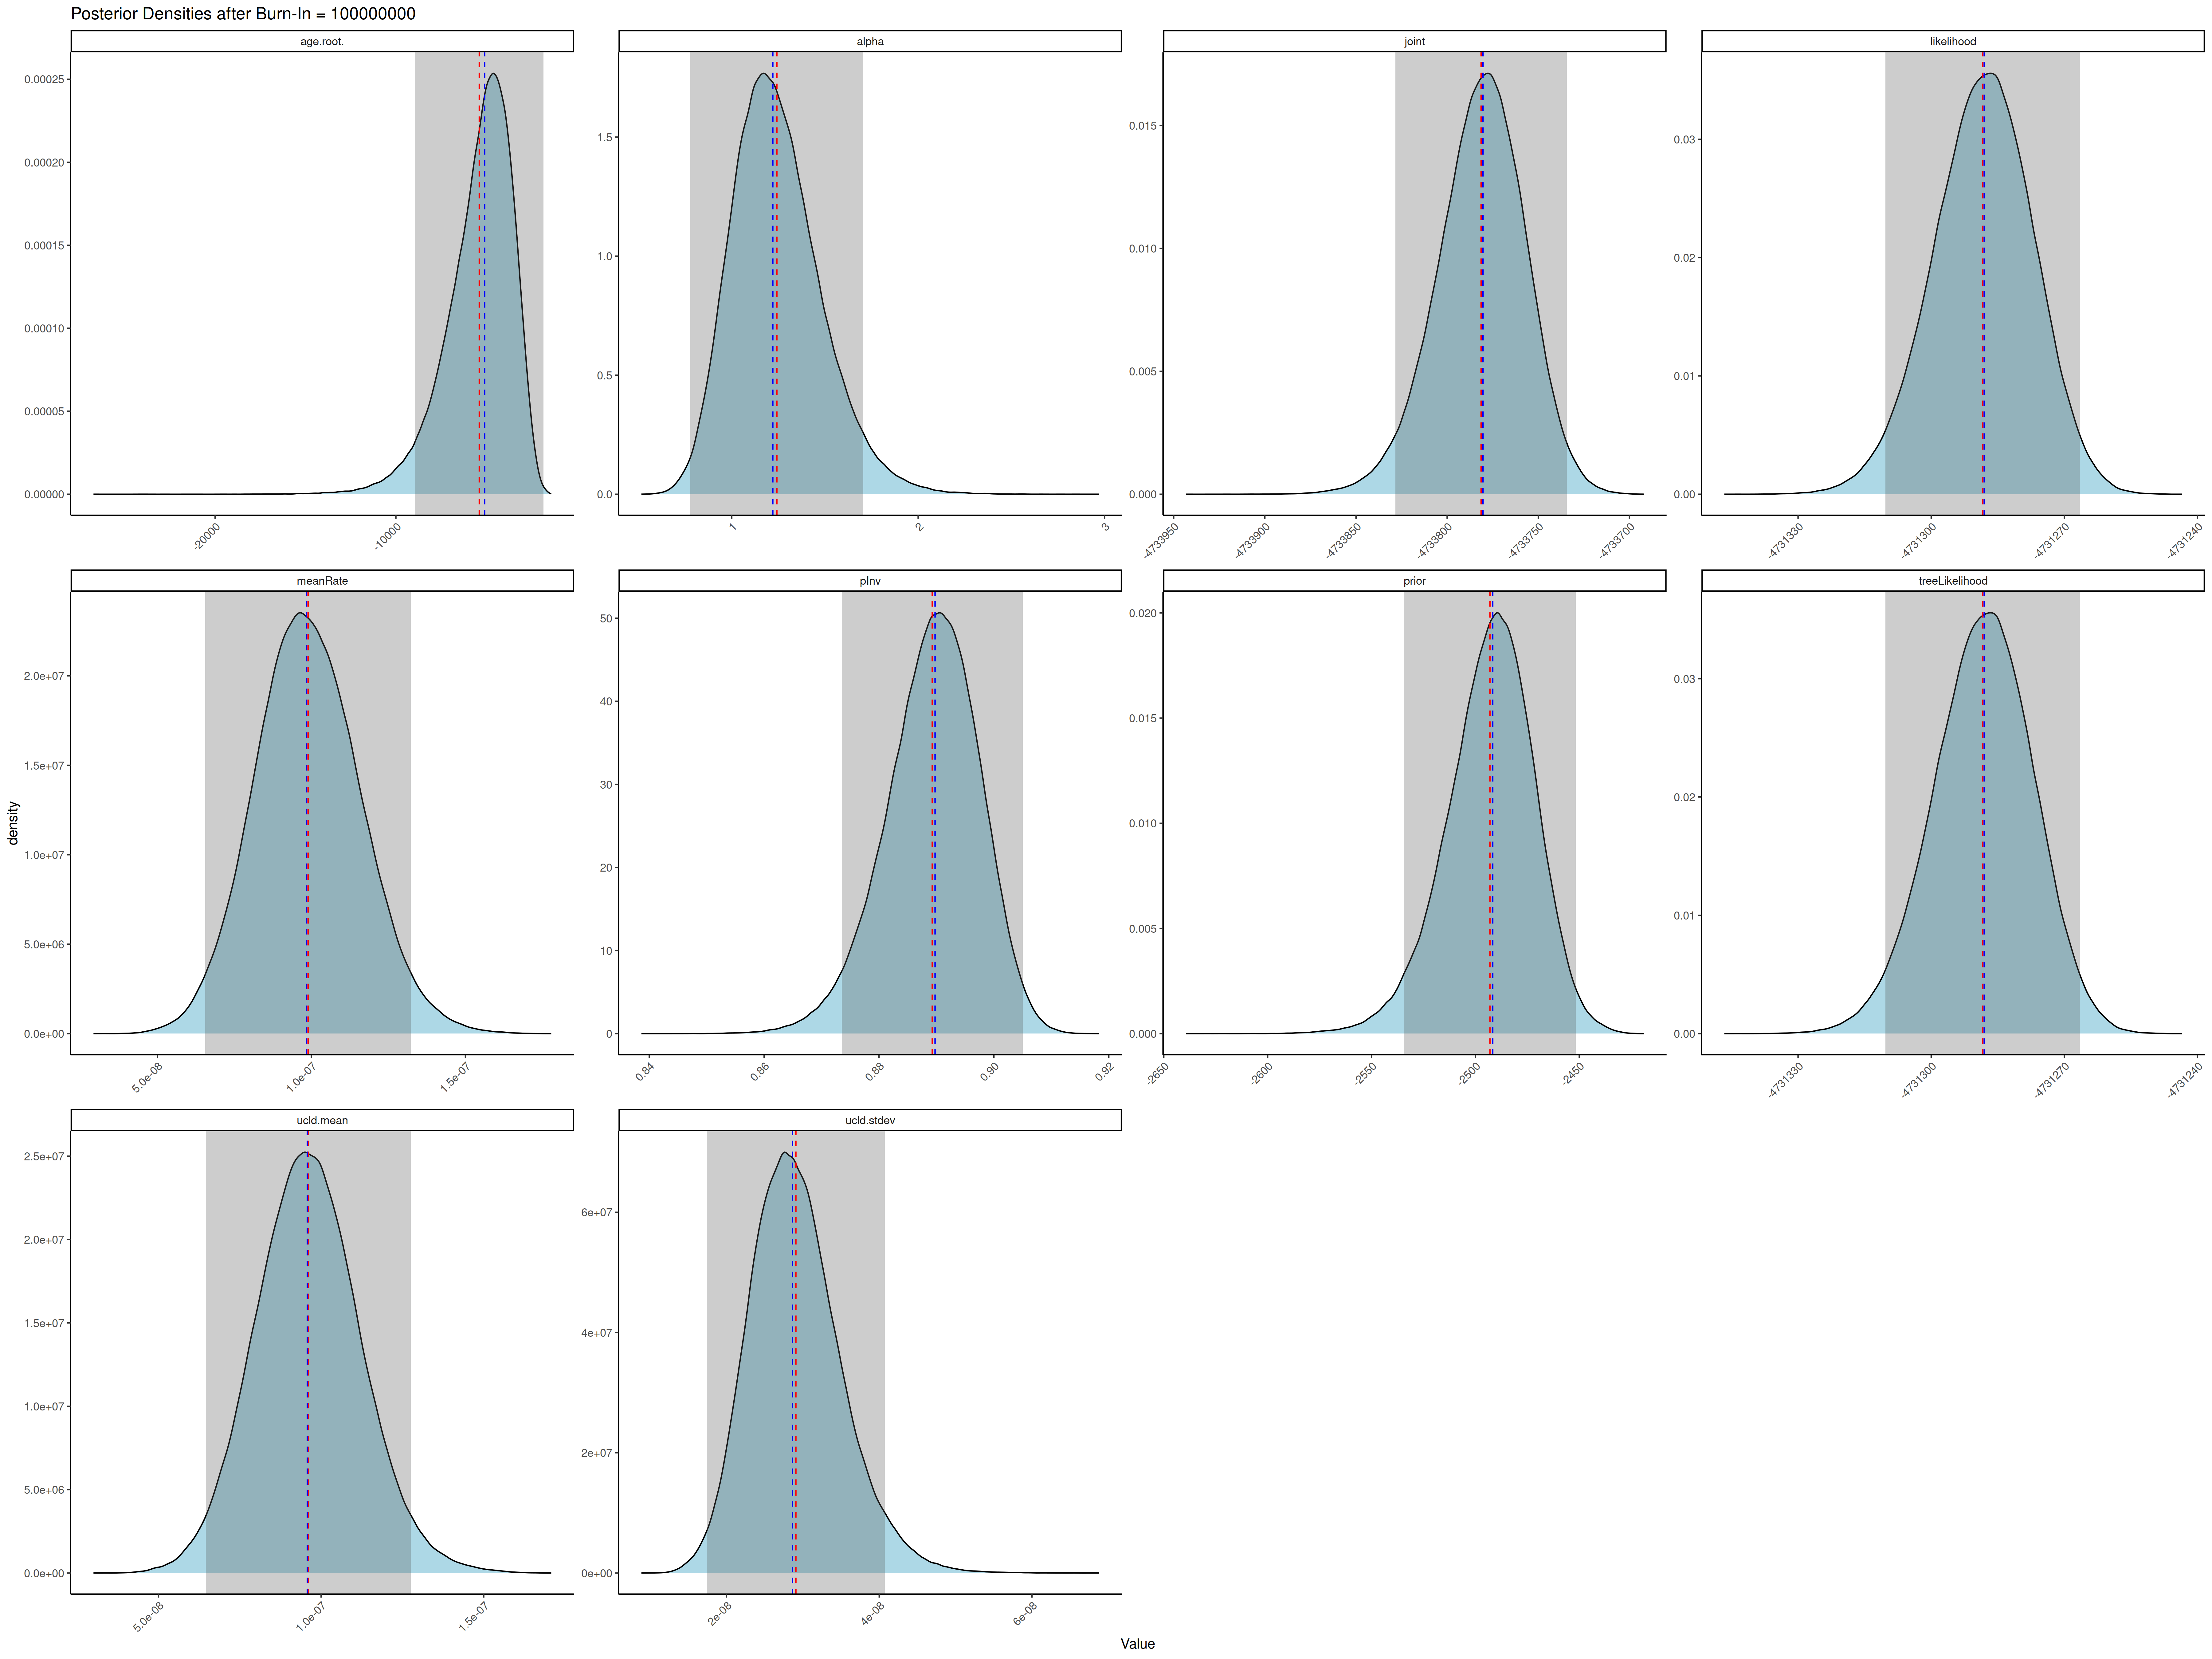 Posterior Densities after Burn-In = 100000000
age.root.
alpha
joint
likelihood
0.00025
0.00020
0.00015
0.00010
0.00005
0.00000
-20000
-10000
1.5
1.0
0.5
0.0
1
2
3
0.015
0.010
0.005
0.000
-4733950
-4733900
-4733850
-4733800
-4733750
-4733700
0.03
0.02
0.01
0.00
-4731330
-4731300
-4731270
-4731240
meanRate
pInv
prior
treeLikelihood
2.0e+07
1.5e+07
1.0e+07
5.0e+06
0.0e+00
5.0e-08
1.0e-07
1.5e-07
50
40
30
20
10
0
0.84
0.86
0.88
0.90
0.92
0.020
0.015
0.010
0.005
0.000
-2650
-2600
-2550
-2500
-2450
0.03
0.02
0.01
0.00
-4731330
-4731300
-4731270
-4731240
density
ucld.mean
ucld.stdev
2.5e+07
2.0e+07
1.5e+07
1.0e+07
5.0e+06
0.0e+00
5.0e-08
1.0e-07
1.5e-07
6e+07
4e+07
2e+07
0e+00
2e-08
4e-08
6e-08
Value